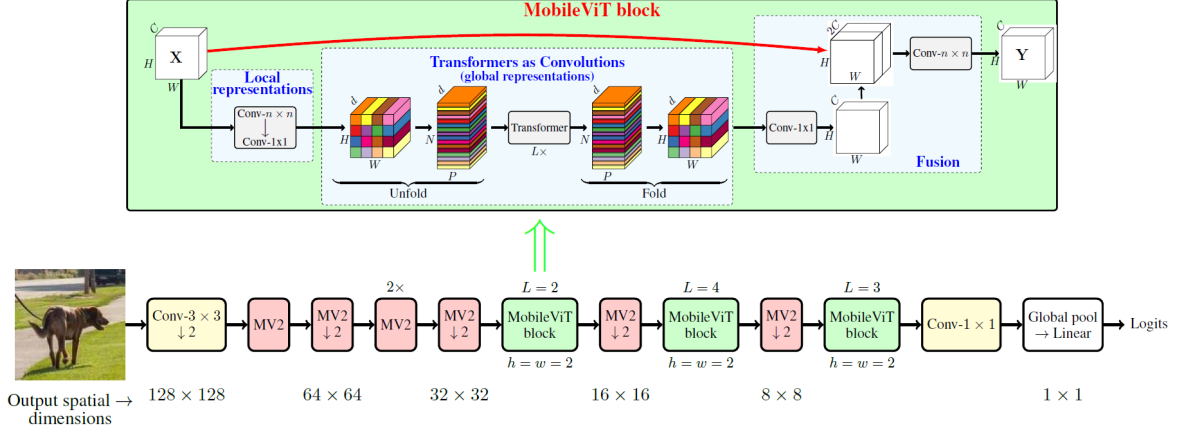 MobileViT block
C
X
H
W
Local
representations
Conv-n × n
↓
Conv-1x1
Transformers as Convolutions
(global representations)
d
H
W
d
N
P
Transformer
L×
d
N
P
d
H
W
Unfold
Fold
Conv-1x1
C
H
W
2C
H
W
Conv-n × n
C
Y
H
W
Fusion
2×
L = 2
L = 4
L = 3
Conv-3 × 3
↓2
MV2
MV2
↓2
MV2
MV2
↓2
MobileViT
block
MV2
↓2
MobileViT
block
MV2
↓2
MobileViT
block
Conv-1 × 1
Global pool
→ Linear
Logits
h = w = 2
h = w = 2
h = w = 2
Output spatial →
dimensions
128 × 128
64 × 64
32 × 32
16 × 16
8 × 8
1 × 1